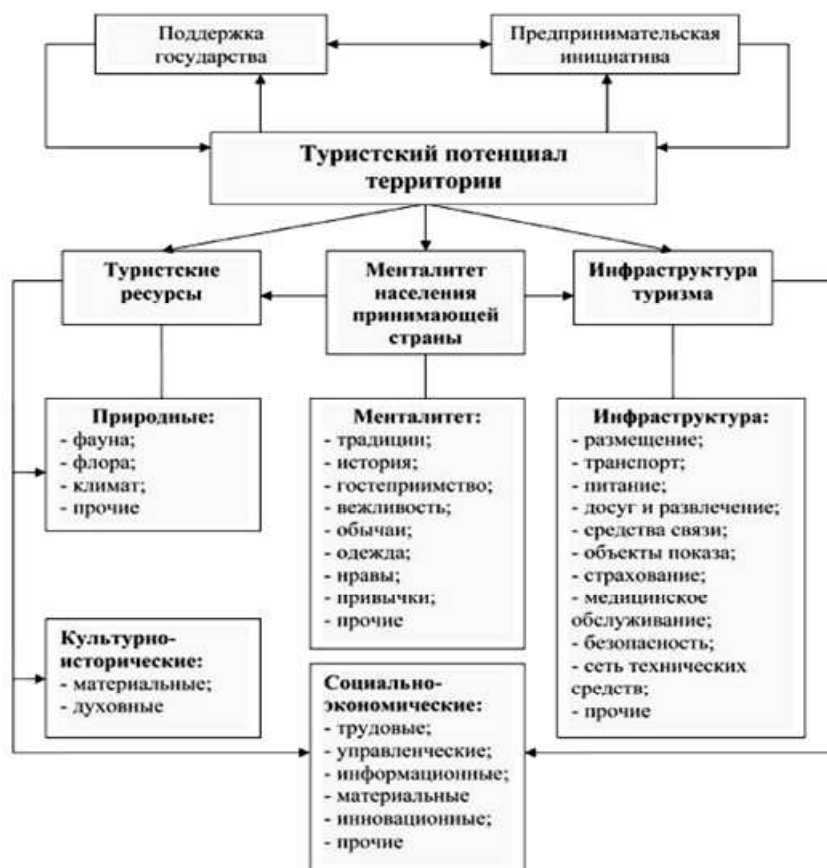 Поддержка
государства
Предпринимательская
инициатива
Туристский потенциал
территории
Туристские
ресурсы
Менталитет
населения
принимающей
страны
Инфраструктура
туризма
Природные:
- фауна;
- флора;
- климат;
- прочие
Менталитет:
- традиции;
- история;
- гостеприимство;
- вежливость;
- обычаи;
- одежда;
- нравы;
- привычки;
- прочие
Инфраструктура:
- размещение;
- транспорт;
- питание;
- досуг и развлечение;
- средства связи;
- объекты показа;
- страхование;
- медицинское
обслуживание;
- безопасность;
- сеть технических
средств;
- прочие
Культурно-
исторические:
- материальные;
- духовные
Социально-
экономические:
- трудовые;
- управленческие;
- информационные;
- материальные
- инновационные;
- прочие